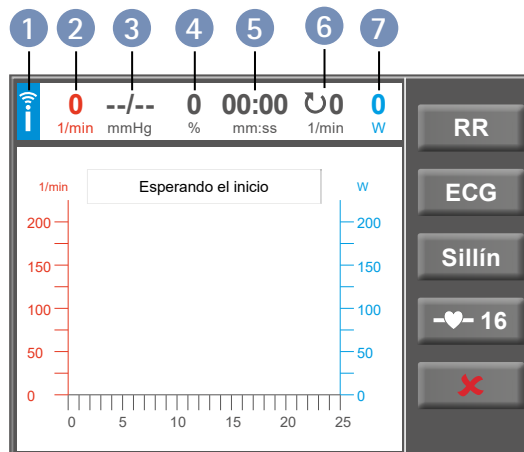 1 2 3 4 5 6 7
i 0 --/-- 0 00:00 0 0
1/min mmHg % mm:ss 1/min W
RR
ECG
Sillín
16
1/min W
Esperando el inicio
200 200
150 150
100 100
50 50
0 0
0 5 10 15 20 25